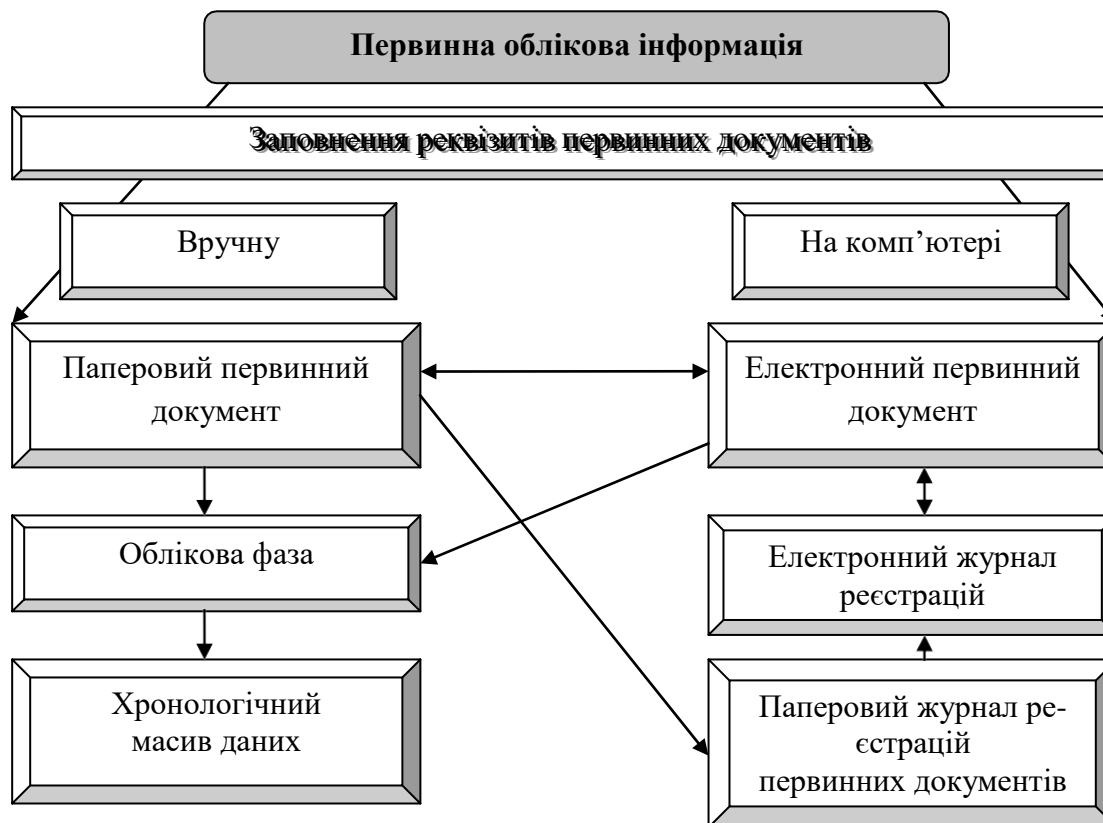 Первинна облікова інформація
Заповнення реквізитів первинних документів
Вручну
На комп’ютері
Паперовий первинний
документ
Електронний первинний
документ
Облікова фаза
Електронний журнал
реєстрацій
Хронологічний
масив даних
Паперовий журнал ре-
єстрацій
первинних документів